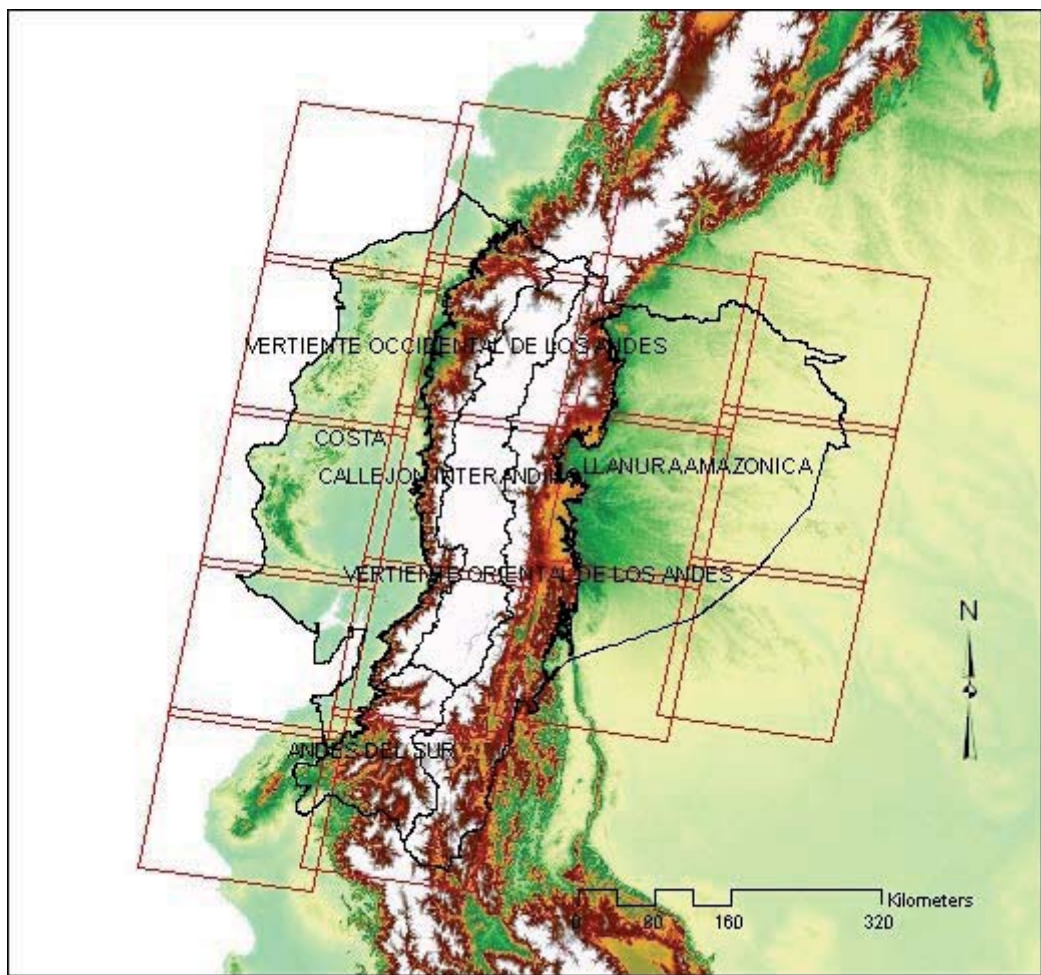 VERTIENTE OCCIDENTAL DE LOS ANDES
COSTA
CALLEJON INTERANDINO
LLANURA AMAZONICA
VERTIENTE ORIENTAL DE LOS ANDES
N
ANDES DEL SUR
Kilometers
0 80 160 320